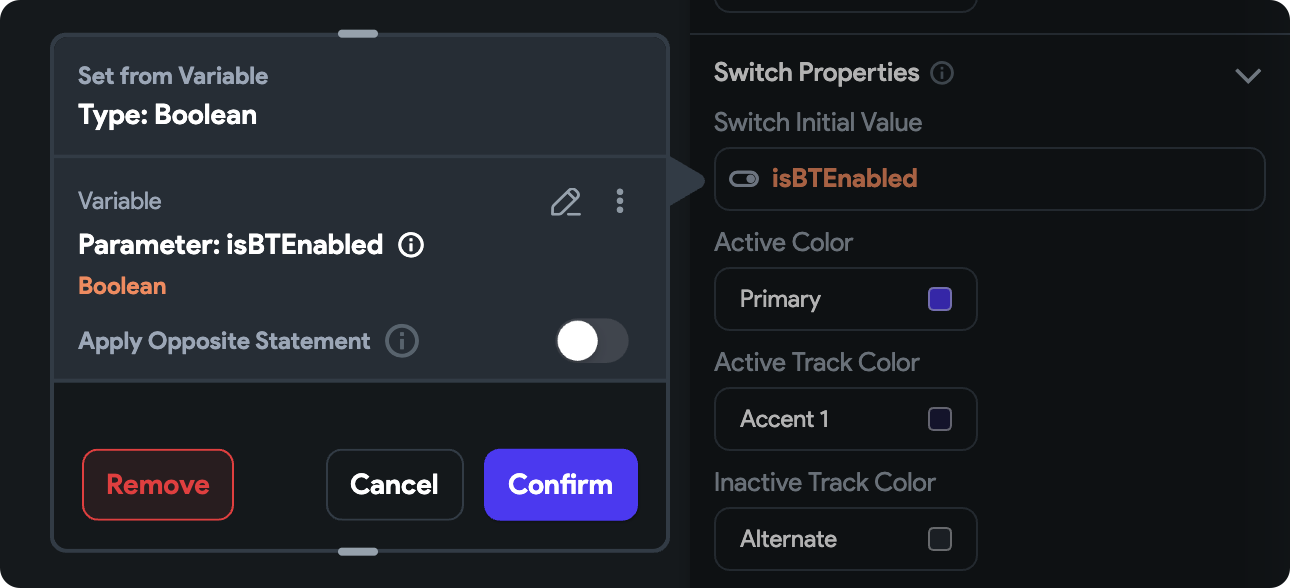 Set from Variable
Type: Boolean
Variable
Parameter: isBTEnabled
Boolean
Apply Opposite Statement
Remove
Cancel
Confirm
Switch Properties
Switch Initial Value
isBTEnabled
Active Color
Primary
Active Track Color
Accent 1
Inactive Track Color
Alternate